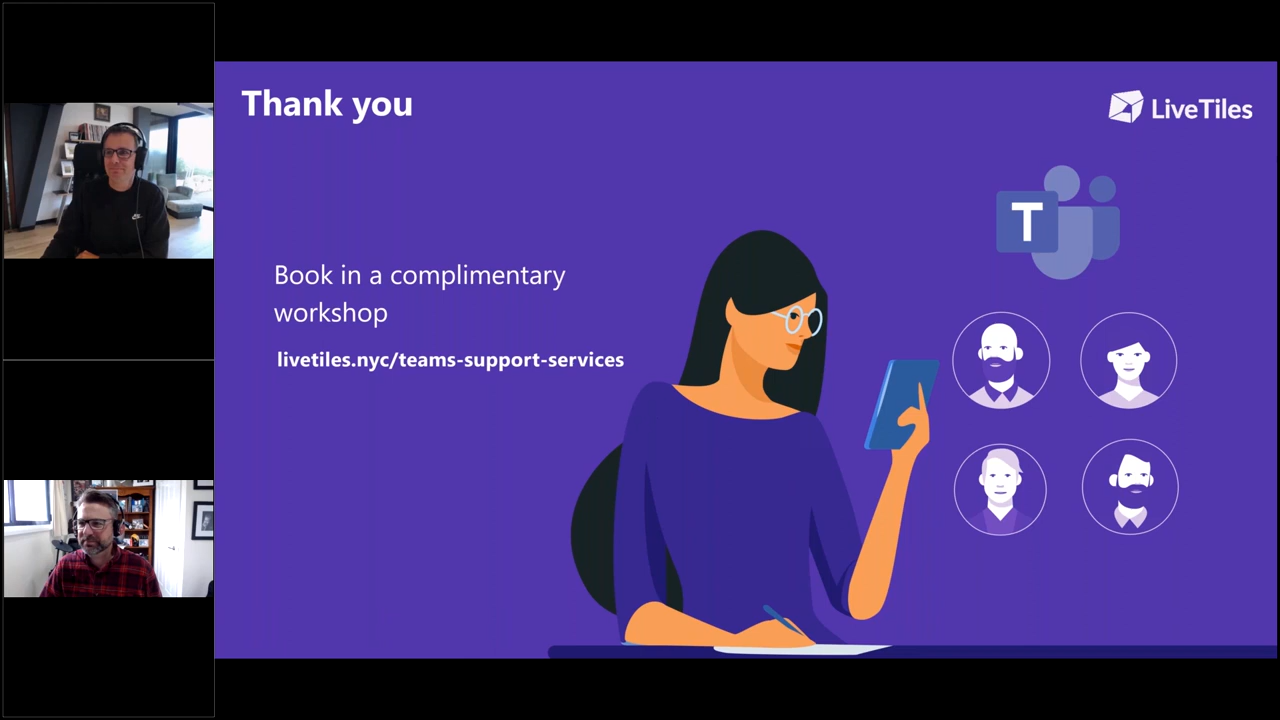 Thank you
LiveTiles
T
Book in a complimentary
workshop
livetiles.nyc/teams-support-services